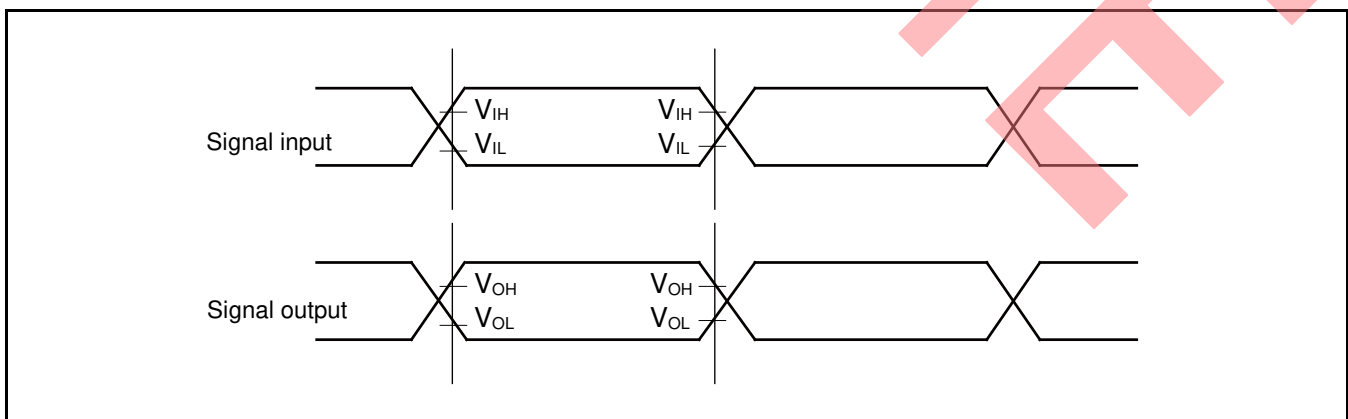 VIH VIH
Signal input
VIL VIL
VOH VOH
Signal output
VOL VOL